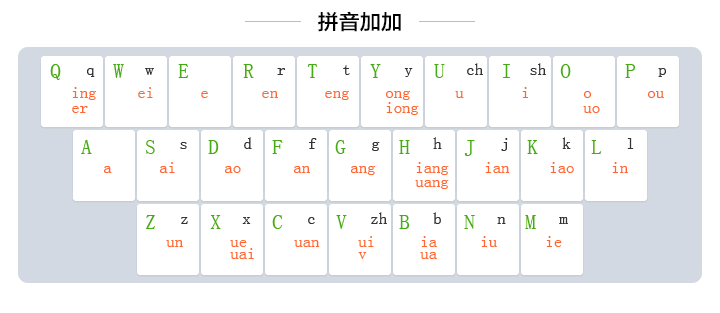 拼音加加
Q q W w E R r T t Y y U ch I sh O P p
ing ei e en eng ong u i o ou
er iong uo
A S s D d F f G g H h J j K k L l
a ai ao an ang iang ian iao in
uang
Z z X x C c V zh B b N n M m
un ue uan ui ia iu ie
uai v ua